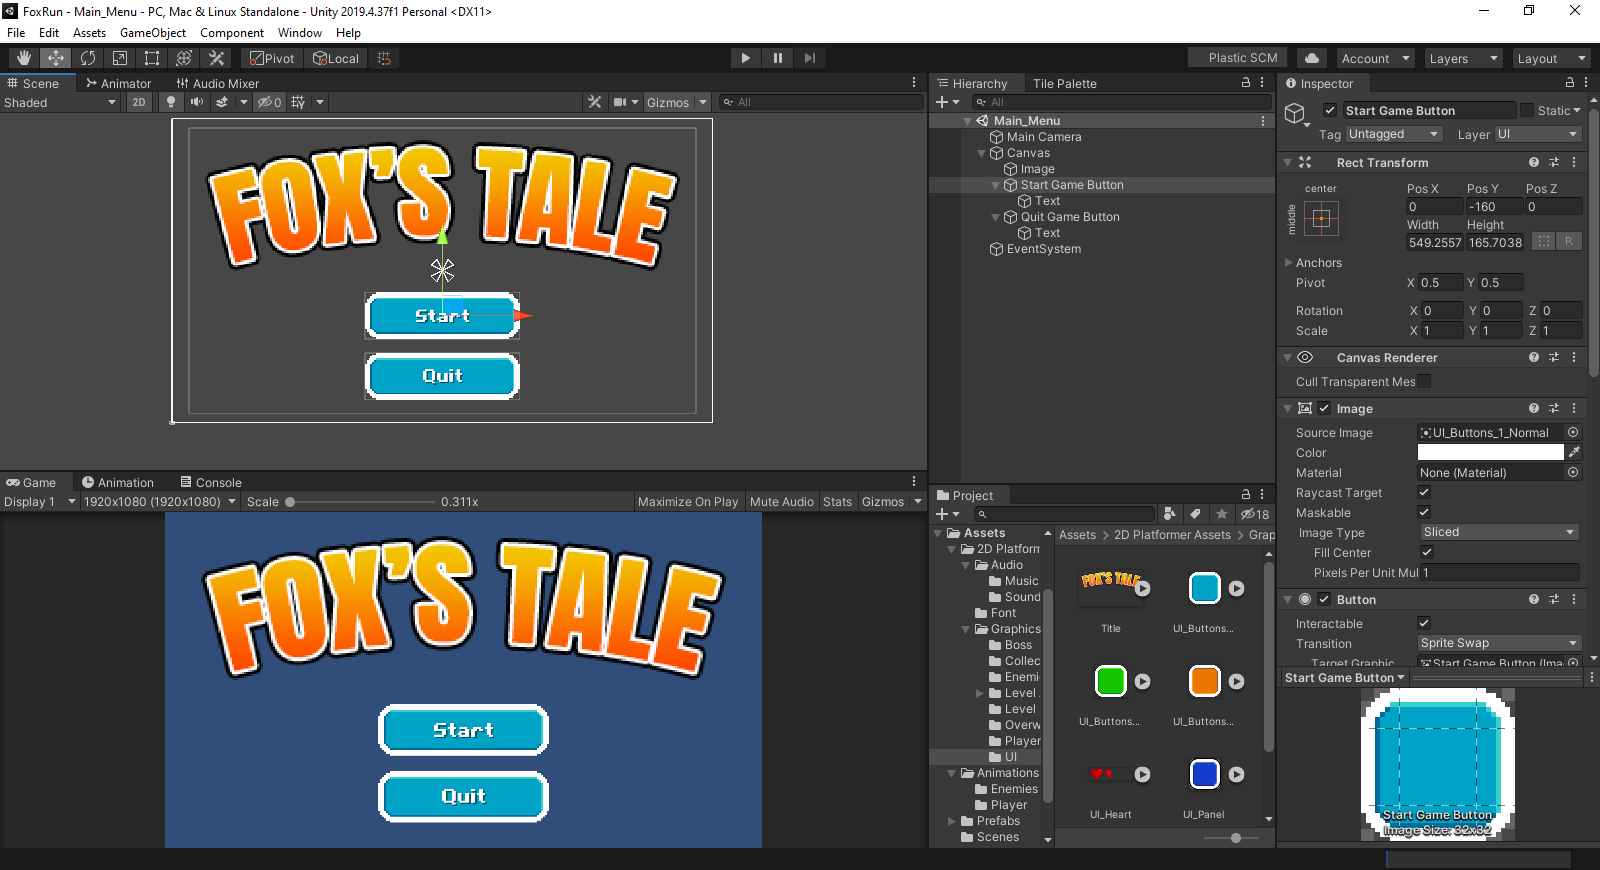 FoxRun - Main_Menu - PC, Mac & Linux Standalone - Unity 2019.4.37f1 Personal <DX11>
File Edit Assets GameObject Component Window Help
Pivot Local Plastic SCM Account Layers Layout
Scene Animator Audio Mixer
Shaded 2D 0 Gizmos All
FOX'S TALE
Start
Quit
Game Animation Console
Display 1 1920x1080 (1920x1080) Scale 0.311x Maximize On Play Mute Audio Stats Gizmos
FOX'S TALE
Start
Quit
Hierarchy Tile Palette
All
Main_Menu
Main Camera
Canvas
Image
Start Game Button
Text
Quit Game Button
Text
EventSystem
Project
18
Assets
2D Platform
Audio
Music
Sound
Font
Graphics
Boss
Collec
Enemi
Level
Level
Overw
Player
UI
Animations
Enemies
Player
Prefabs
Scenes
Assets > 2D Platformer Assets > Grap
FOX'S TALE
Title
UI_Buttons...
UI_Buttons...
UI_Buttons...
UI_Heart
UI_Panel
Inspector
Start Game Button Static
Tag Untagged Layer UI
Rect Transform
center
middle
Pos X Pos Y Pos Z
0 -160 0
Width Height
549.2557 165.7038 R
Anchors
Pivot X 0.5 Y 0.5
Rotation X 0 Y 0 Z 0
Scale X 1 Y 1 Z 1
Canvas Renderer
Cull Transparent Mes
Image
Source Image UI_Buttons_1_Normal
Color
Material None (Material)
Raycast Target
Maskable
Image Type Sliced
Fill Center
Pixels Per Unit Mul 1
Button
Interactable
Transition Sprite Swap
Target Graphic Start Game Button (Ima
Start Game Button
Start Game Button
Image Size: 32x32